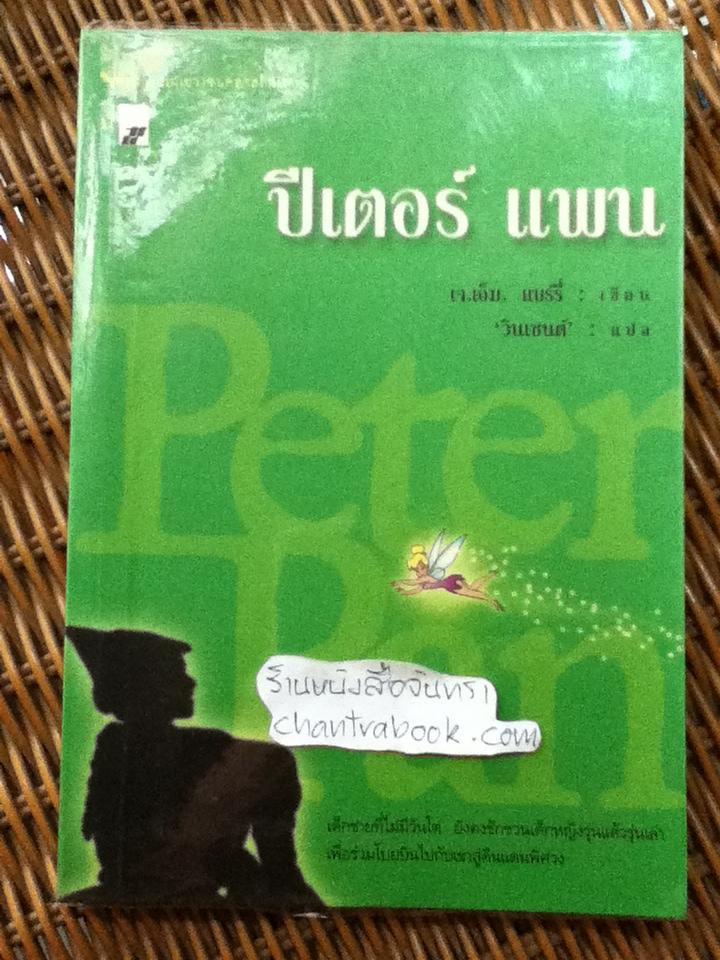 ปีเตอร์ แพน
เจ.เอ็ม. แบร์รี่ : เขียน
'วินเซนต์' : แปล
Peter
Pan
ร้านหนังสือจันทรา
chantrabook.com
เด็กชายที่ไม่มีวันโต ยังคงชักชวนเด็กหญิงรุ่นแล้วรุ่นเล่า
เพื่อร่วมโบยบินไปกับเขาสู่ดินแดนพิศวง